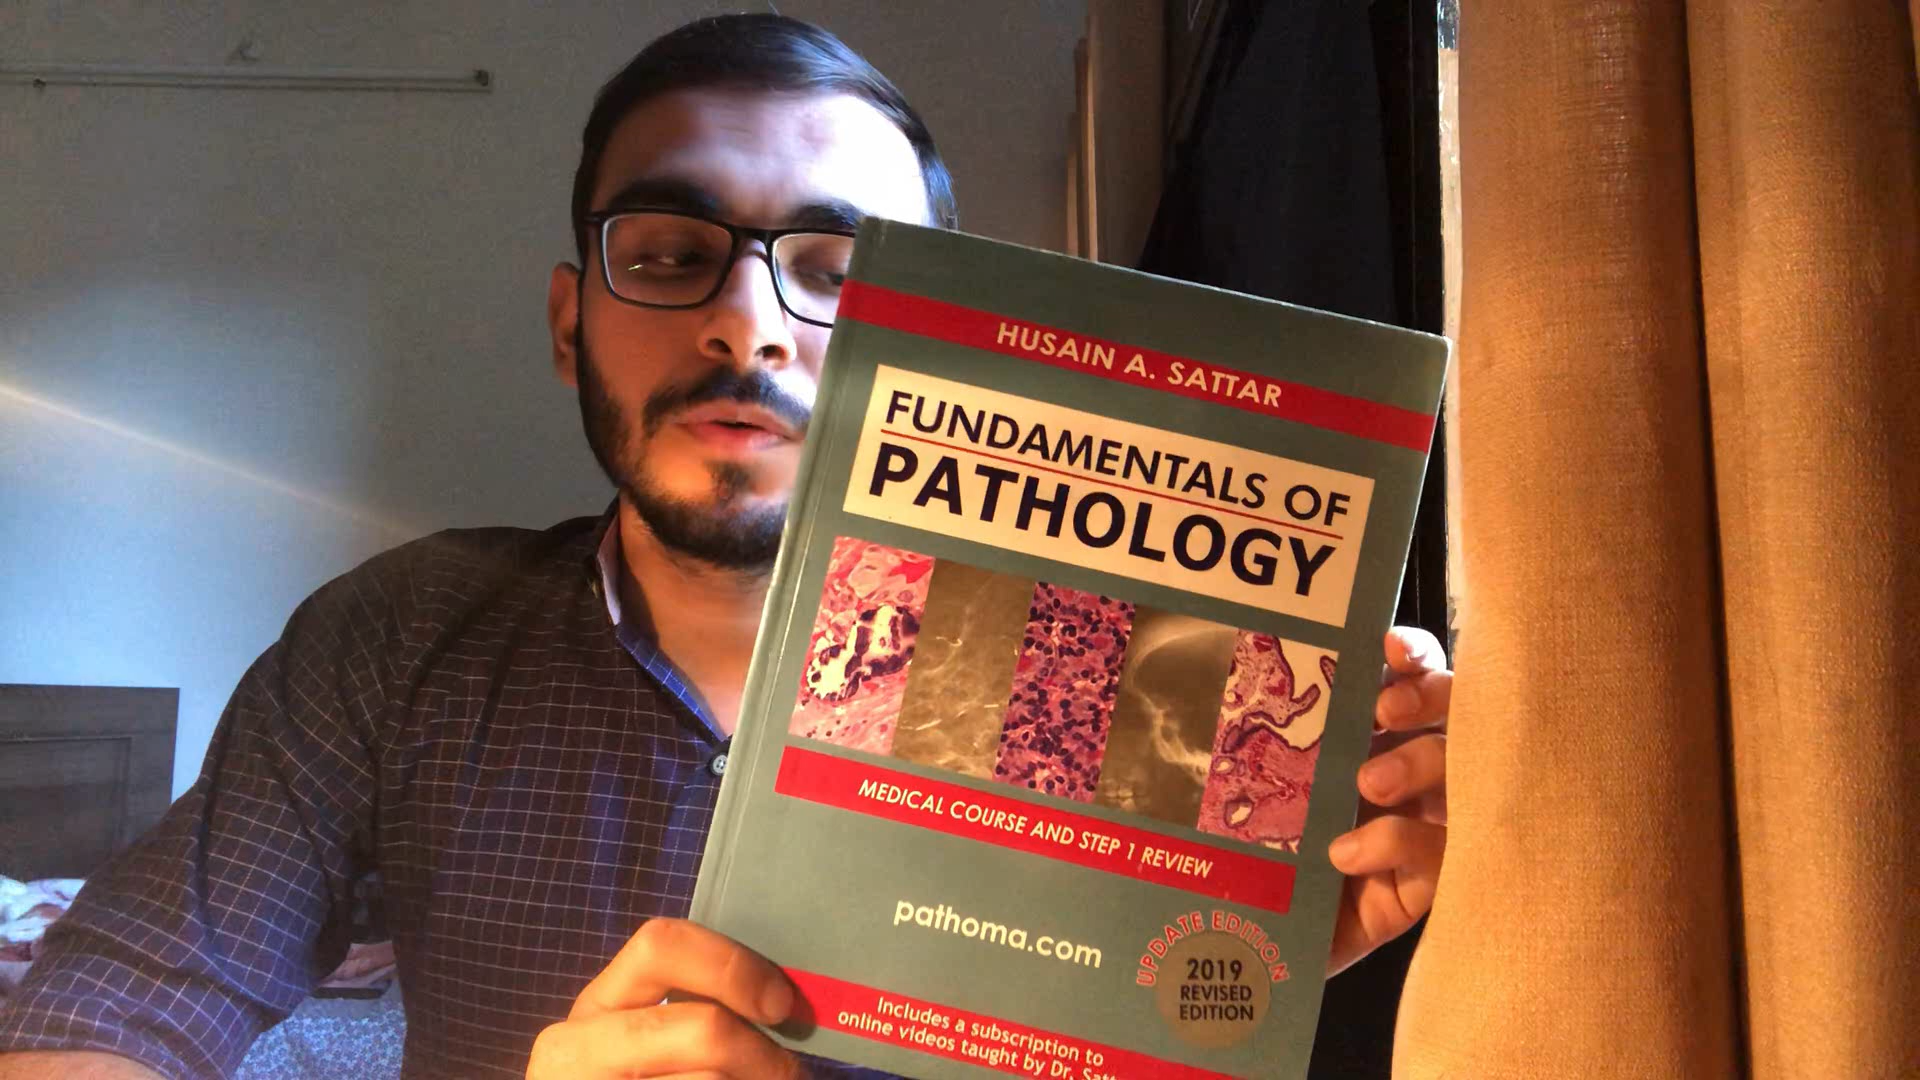 HUSAIN A. SATTAR
FUNDAMENTALS OF
PATHOLOGY
MEDICAL COURSE AND STEP 1 REVIEW
pathoma.com
UPDATE EDITION
2019
REVISED
EDITION
Includes a subscription to
online videos taught by Dr.